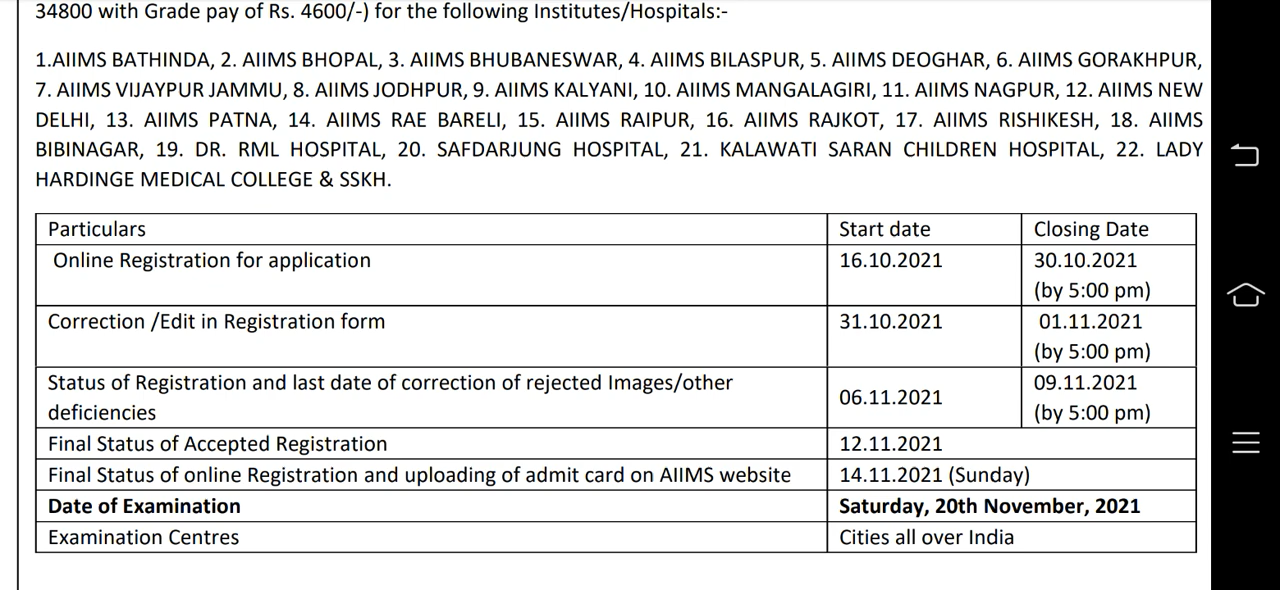 34800 with Grade pay of Rs. 4600/-) for the following Institutes/Hospitals:-
1.AIIMS BATHINDA, 2. AIIMS BHOPAL, 3. AIIMS BHUBANESWAR, 4. AIIMS BILASPUR, 5. AIIMS DEOGHAR, 6. AIIMS GORAKHPUR,
7. AIIMS VIJAYPUR JAMMU, 8. AIIMS JODHPUR, 9. AIIMS KALYANI, 10. AIIMS MANGALAGIRI, 11. AIIMS NAGPUR, 12. AIIMS NEW
DELHI, 13. AIIMS PATNA, 14. AIIMS RAE BARELI, 15. AIIMS RAIPUR, 16. AIIMS RAJKOT, 17. AIIMS RISHIKESH, 18. AIIMS
BIBINAGAR, 19. DR. RML HOSPITAL, 20. SAFDARJUNG HOSPITAL, 21. KALAWATI SARAN CHILDREN HOSPITAL, 22. LADY
HARDINGE MEDICAL COLLEGE & SSKH.
Particulars Start date Closing Date
Online Registration for application 16.10.2021 30.10.2021
(by 5:00 pm)
Correction /Edit in Registration form 31.10.2021 01.11.2021
(by 5:00 pm)
Status of Registration and last date of correction of rejected Images/other
deficiencies 06.11.2021 09.11.2021
(by 5:00 pm)
Final Status of Accepted Registration 12.11.2021
Final Status of online Registration and uploading of admit card on AIIMS website 14.11.2021 (Sunday)
Date of Examination Saturday, 20th November, 2021
Examination Centres Cities all over India